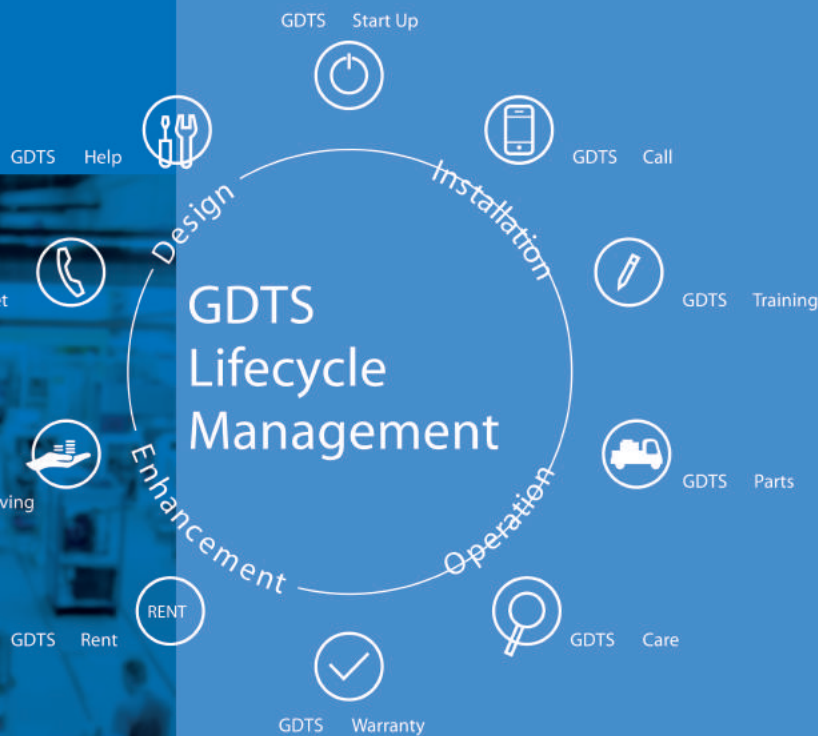 GDTS Start Up
GDTS Help
GDTS Call
Design
Installation
GDTS Training
GDTS
Lifecycle
Management
GDTS Parts
Enhancement
Operation
RENT
GDTS Rent
GDTS Care
GDTS Warranty